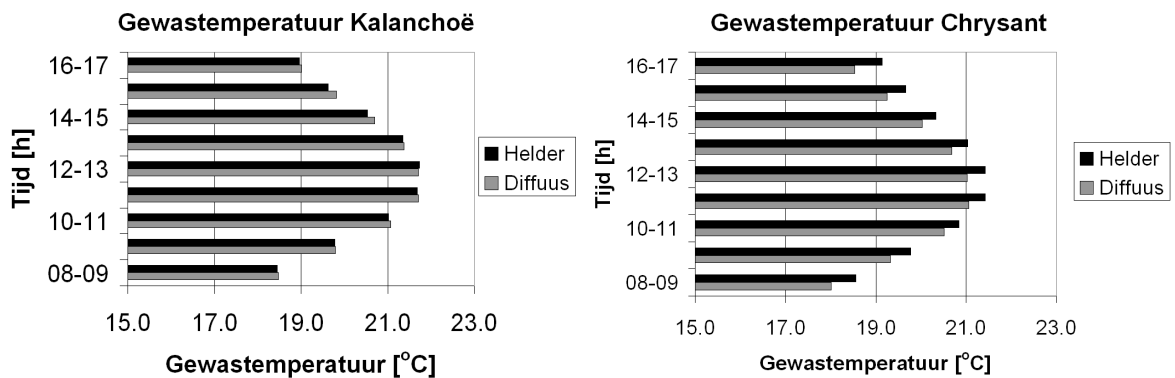 Gewastemperatuur Kalanchoë
16-17
14-15
12-13
10-11
08-09
Tijd [h]
15.0 17.0 19.0 21.0 23.0
Gewastemperatuur [°C]
Helder
Diffuus
Gewastemperatuur Chrysant
16-17
14-15
12-13
10-11
08-09
Tijd [h]
15.0 17.0 19.0 21.0 23.0
Gewastemperatuur [°C]
Helder
Diffuus